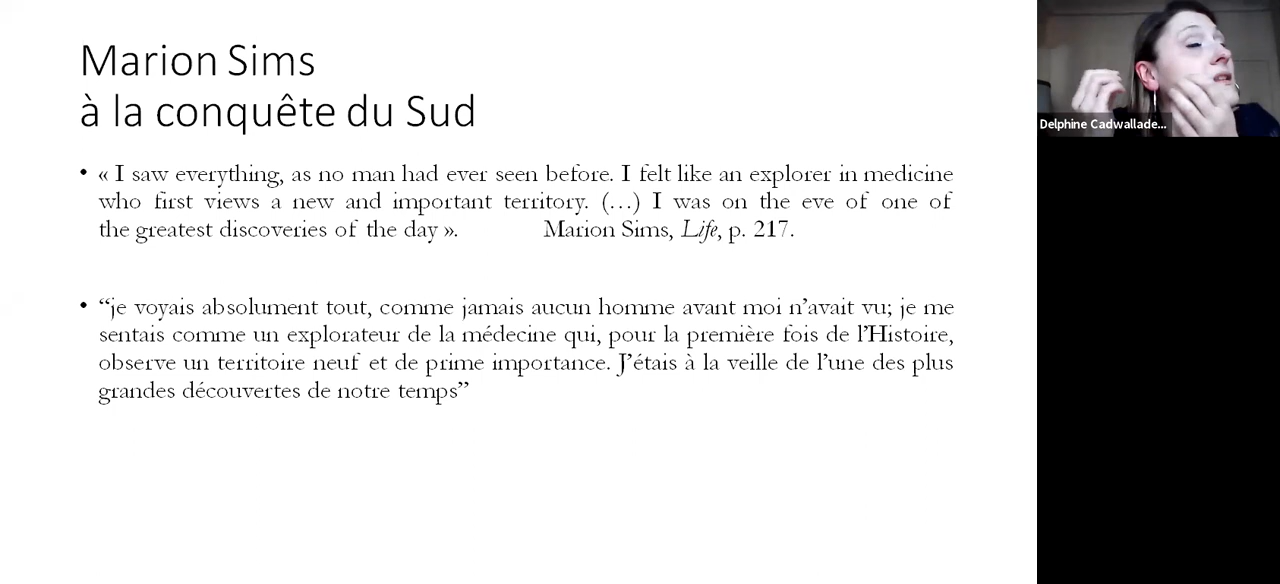 Marion Sims
à la conquête du Sud
• « I saw everything, as no man had ever seen before. I felt like an explorer in medicine
who first views a new and important territory. (…) I was on the eve of one of
the greatest discoveries of the day ». Marion Sims, Life, p. 217.
• “je voyais absolument tout, comme jamais aucun homme avant moi n’avait vu; je me
sentais comme un explorateur de la médecine qui, pour la première fois de l’Histoire,
observe un territoire neuf et de prime importance. J’étais à la veille de l’une des plus
grandes découvertes de notre temps”
Delphine Cadwallade...